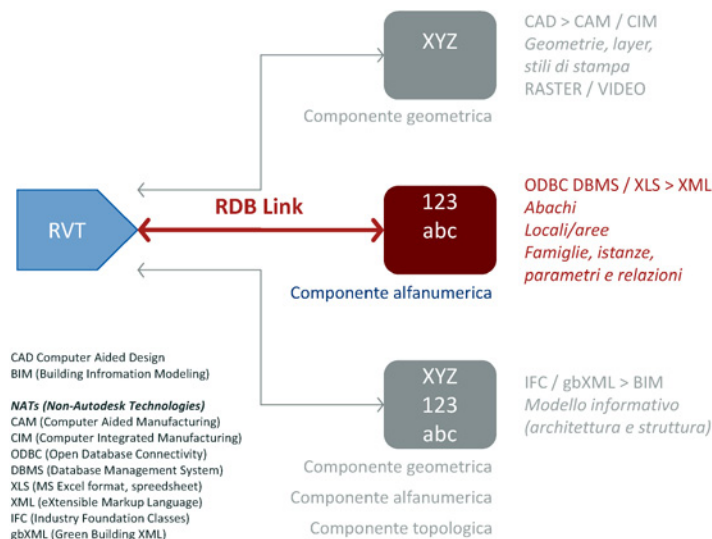 XYZ
CAD > CAM / CIM
Geometrie, layer,
stili di stampa
RASTER / VIDEO
Componente geometrica
RVT
RDB Link
123
abc
ODBC DBMS / XLS > XML
Abachi
Locali/aree
Famiglie, istanze,
parametri e relazioni
Componente alfanumerica
XYZ
123
abc
IFC / gbXML > BIM
Modello informativo
(architettura e struttura)
Componente geometrica
Componente alfanumerica
Componente topologica
CAD Computer Aided Design
BIM (Building Infromation Modeling)
NATs (Non-Autodesk Technologies)
CAM (Computer Aided Manufacturing)
CIM (Computer Integrated Manufacturing)
ODBC (Open Database Connectivity)
DBMS (Database Management System)
XLS (MS Excel format, spreedsheet)
XML (eXtensible Markup Language)
IFC (Industry Foundation Classes)
gbXML (Green Building XML)